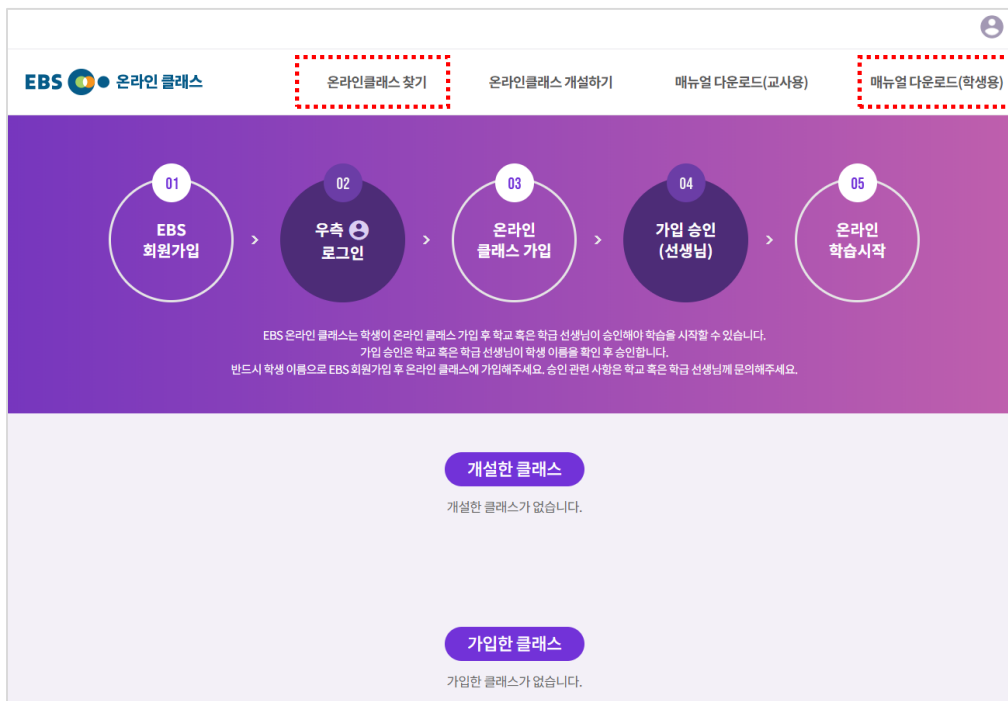 EBS 온라인 클래스
온라인클래스 찾기
온라인클래스 개설하기
매뉴얼 다운로드(교사용)
매뉴얼 다운로드(학생용)
01
EBS
회원가입
>
02
우측
로그인
>
03
온라인
클래스 가입
>
04
가입 승인
(선생님)
>
05
온라인
학습시작
EBS 온라인 클래스는 학생이 온라인 클래스 가입 후 학교 혹은 학급 선생님이 승인해야 학습을 시작할 수 있습니다.
가입 승인은 학교 혹은 학급 선생님이 학생 이름을 확인 후 승인합니다.
반드시 학생 이름으로 EBS 회원가입 후 온라인 클래스에 가입해주세요. 승인 관련 사항은 학교 혹은 학급 선생님께 문의해주세요.
개설한 클래스
개설한 클래스가 없습니다.
가입한 클래스
가입한 클래스가 없습니다.